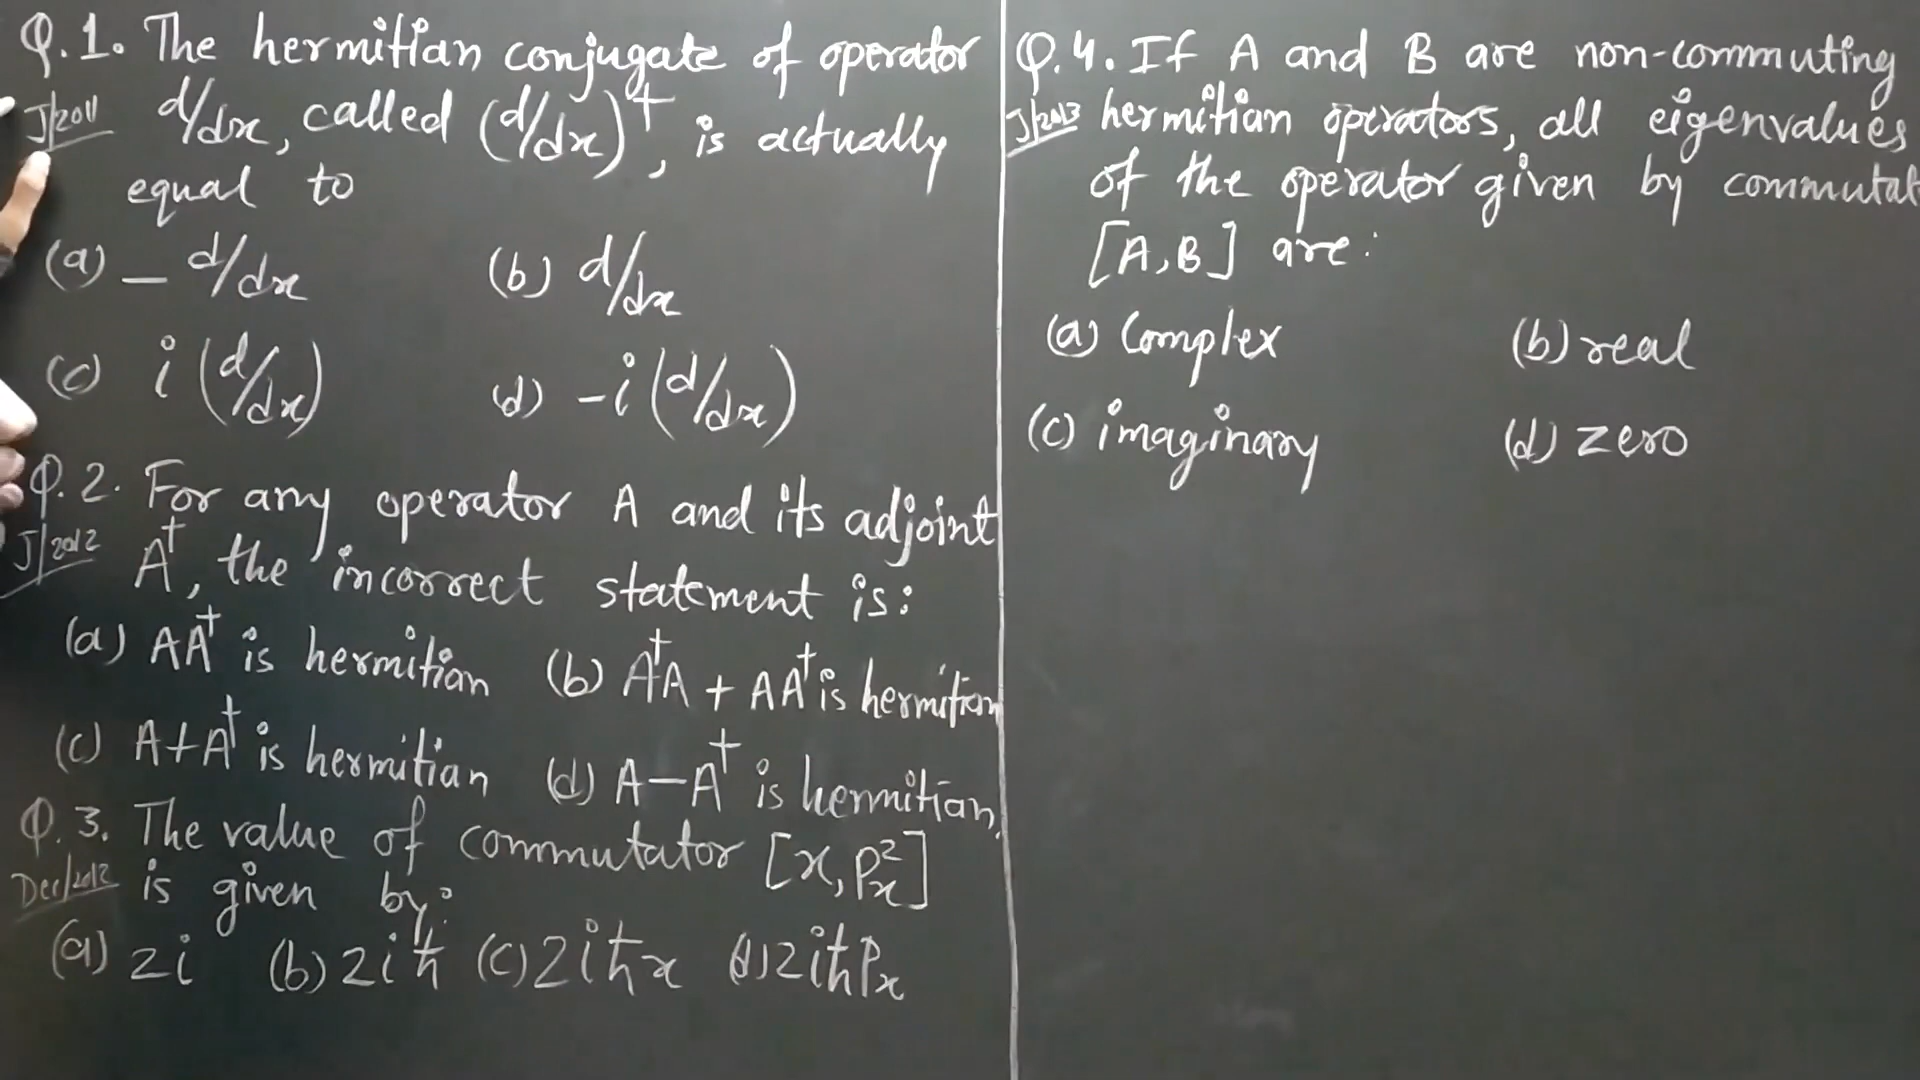 Q.1. The hermitian conjugate of operator
J/2011 d/dx, called (d/dx)†, is actually
equal to
(a) – d/dx (b) d/dx
(c) i (d/dx) (d) -i (d/dx)
Q.2. For any operator A and its adjoint
J/2012 A†, the incorrect statement is:
(a) AA† is hermitian (b) A†A + AA† is hermitian
(c) A+A† is hermitian (d) A–A† is hermitian.
Q.3. The value of commutator [x, Px²]
Dec/2012 is given by:
(a) 2i (b) 2iħ (c) 2iħx (d) 2iħPx
Q.4. If A and B are non-commuting
J/2013 hermitian operators, all eigenvalues
of the operator given by commutat
[A,B] are:
(a) Complex (b) real
(c) imaginary (d) zero